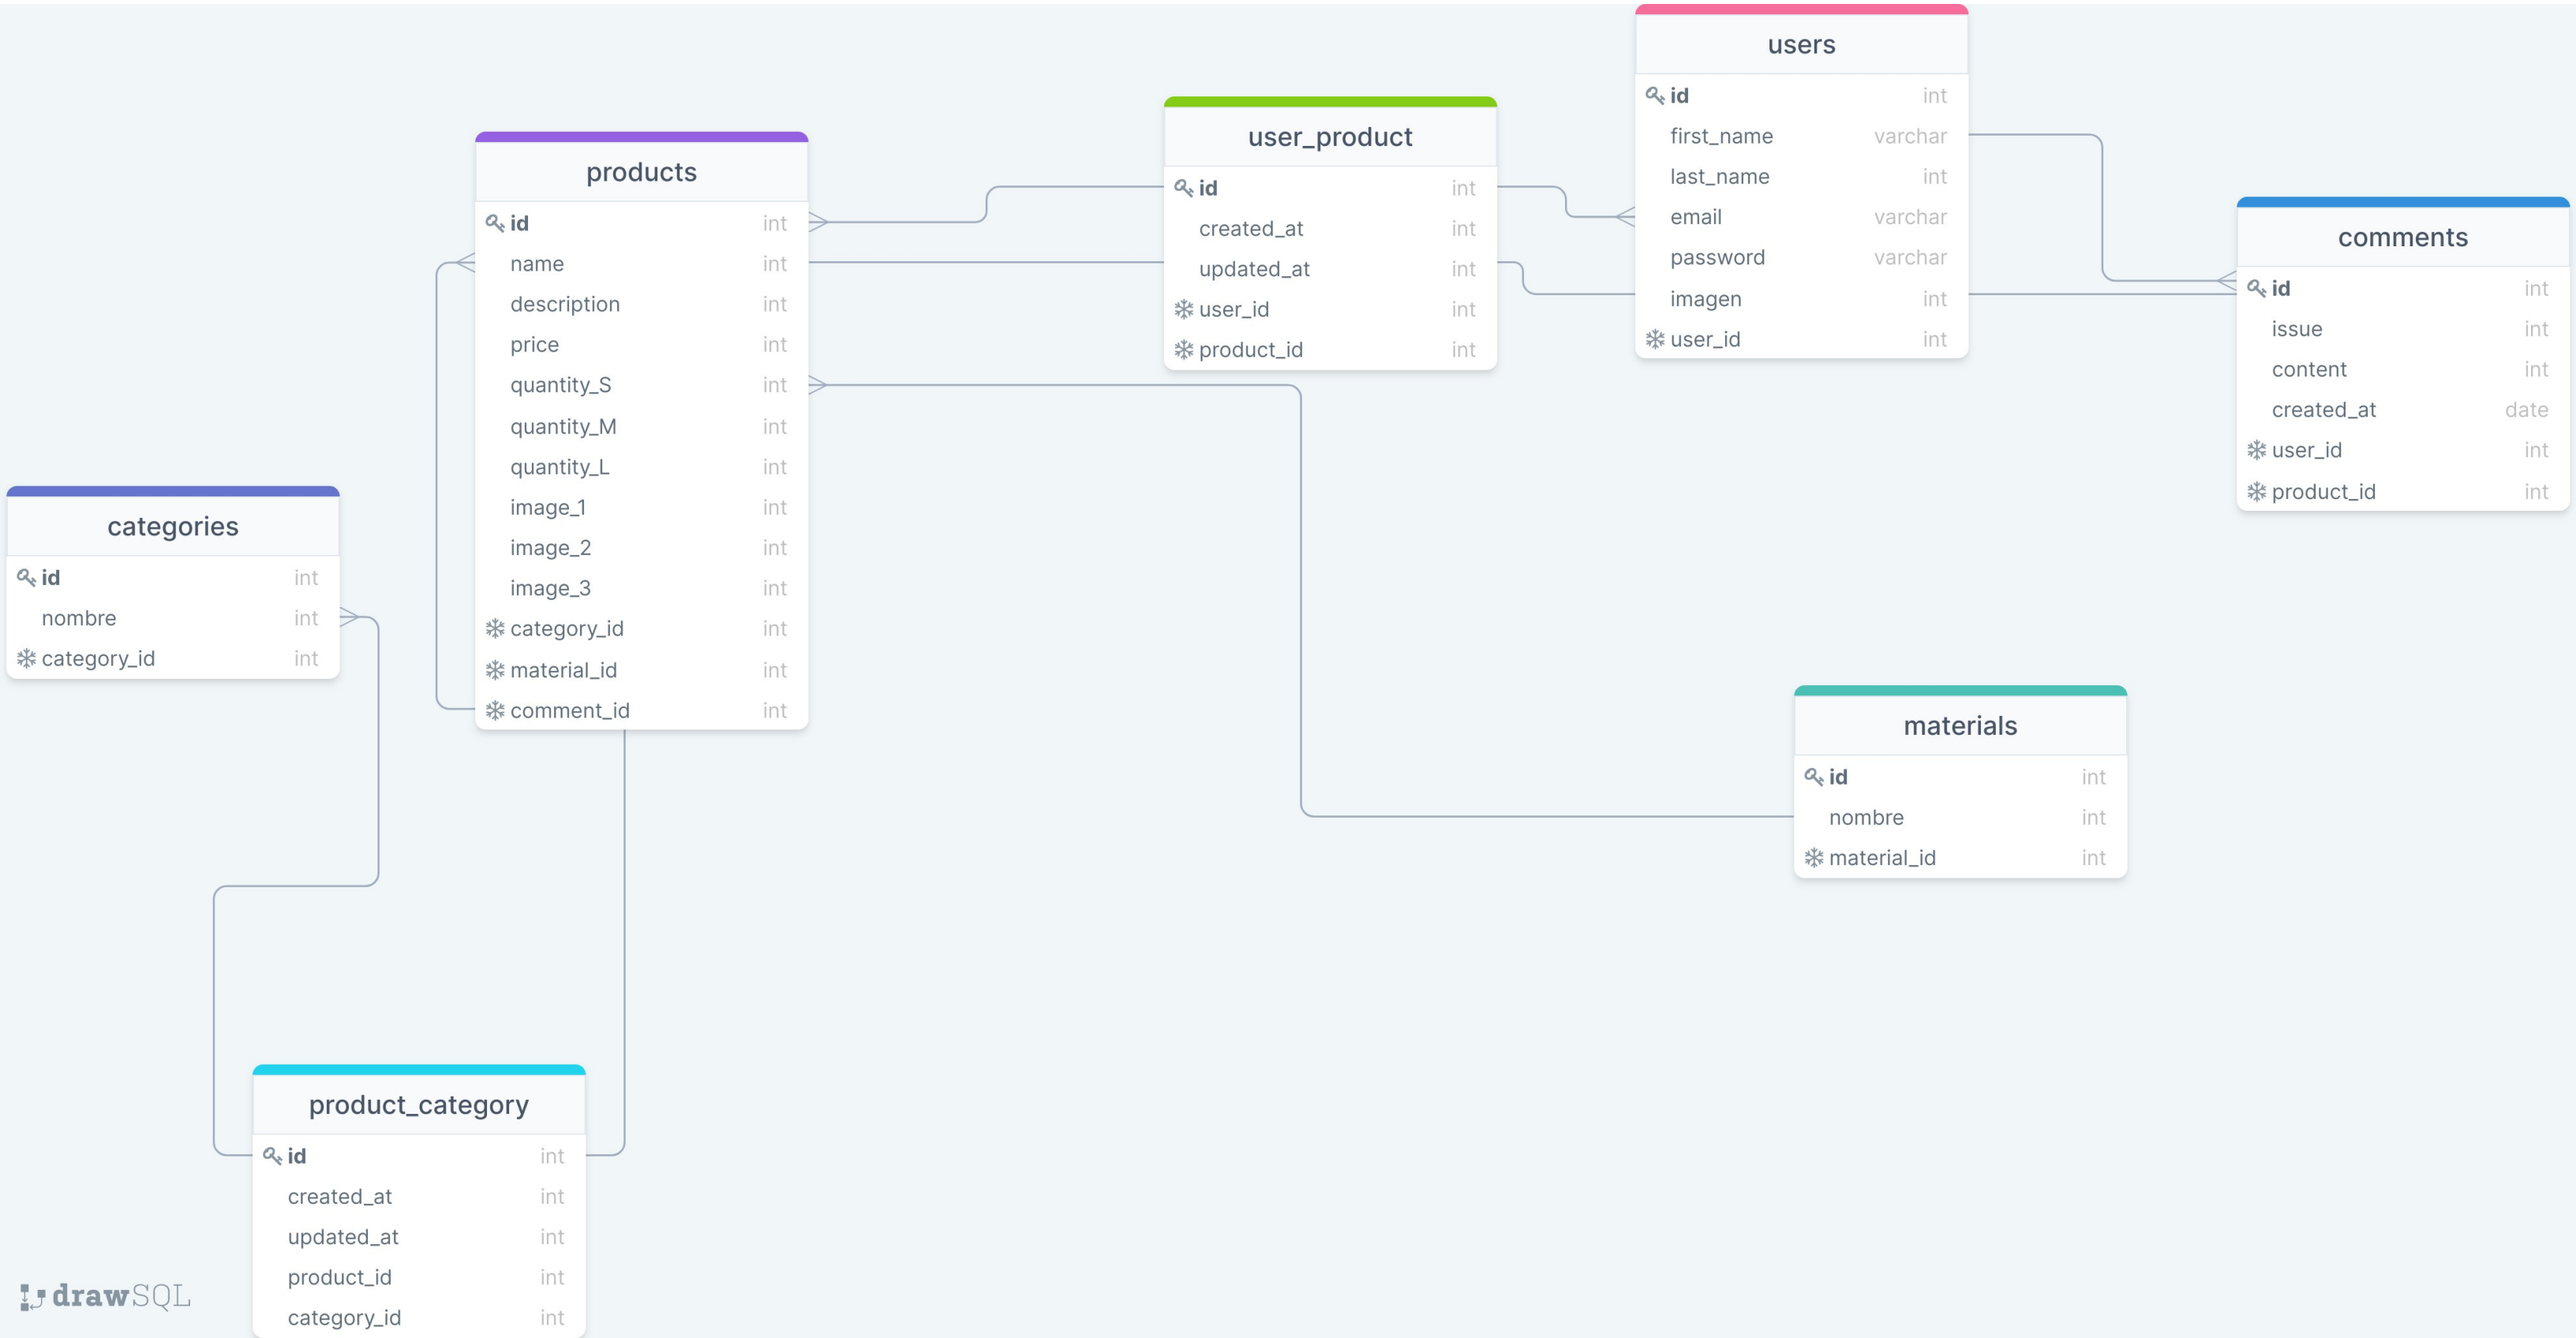 users
id int
first_name varchar
last_name int
email varchar
password varchar
imagen int
user_id int
user_product
id int
created_at int
updated_at int
user_id int
product_id int
products
id int
name int
description int
price int
quantity_S int
quantity_M int
quantity_L int
image_1 int
image_2 int
image_3 int
category_id int
material_id int
comment_id int
comments
id int
issue int
content int
created_at date
user_id int
product_id int
categories
id int
nombre int
category_id int
materials
id int
nombre int
material_id int
product_category
id int
created_at int
updated_at int
product_id int
category_id int
drawSQL